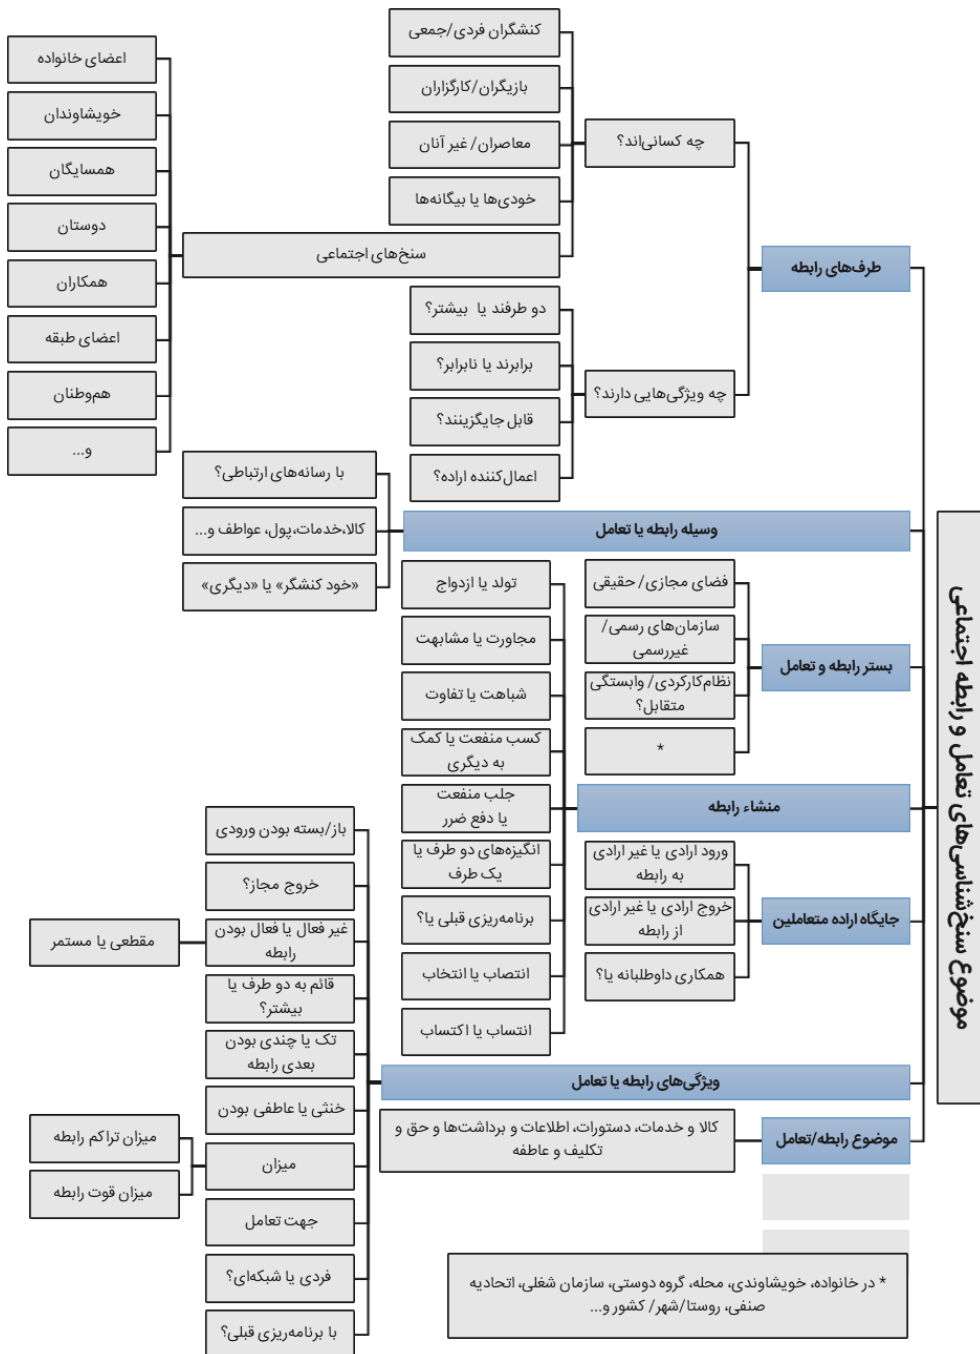 موضوع سنخ‌شناسی‌های تعامل و رابطه اجتماعی
طرف‌های رابطه
چه کسانی‌اند؟
کنشگران فردی/جمعی
بازیگران/کارگزاران
معاصران/ غیر آنان
خودی‌ها یا بیگانه‌ها
سنخ‌های اجتماعی
اعضای خانواده
خویشاوندان
همسایگان
دوستان
همکاران
اعضای طبقه
هم‌وطنان
و...
چه ویژگی‌هایی دارند؟
دو طرفند یا بیشتر؟
برابرند یا نابرابر؟
قابل جایگزینند؟
اعمال‌کننده اراده؟
وسیله رابطه یا تعامل
با رسانه‌های ارتباطی؟
کالا،خدمات،پول، عواطف و...
«خود کنشگر» یا «دیگری»
بستر رابطه و تعامل
فضای مجازی/ حقیقی
سازمان‌های رسمی/
غیررسمی
نظام‌کارکردی/ وابستگی
متقابل؟
*
منشاء رابطه
تولد یا ازدواج
مجاورت یا مشابهت
شباهت یا تفاوت
کسب منفعت یا کمک
به دیگری
جلب منفعت
یا دفع ضرر
انگیزه‌های دو طرف یا
یک طرف
برنامه‌ریزی قبلی یا؟
انتصاب یا انتخاب
انتساب یا اکتساب
جایگاه اراده متعاملین
ورود ارادی یا غیر ارادی
به رابطه
خروج ارادی یا غیر ارادی
از رابطه
همکاری داوطلبانه یا؟
ویژگی‌های رابطه یا تعامل
باز/بسته بودن ورودی
خروج مجاز؟
غیر فعال یا فعال بودن
رابطه
مقطعی یا مستمر
قائم به دو طرف یا
بیشتر؟
تک یا چندی بودن
بعدی رابطه
خنثی یا عاطفی بودن
میزان
میزان تراکم رابطه
میزان قوت رابطه
جهت تعامل
فردی یا شبکه‌ای؟
با برنامه‌ریزی قبلی؟
موضوع رابطه/تعامل
کالا و خدمات، دستورات، اطلاعات و برداشت‌ها و حق و
تکلیف و عاطفه
* در خانواده، خویشاوندی، محله، گروه دوستی، سازمان شغلی، اتحادیه
صنفی، روستا/شهر/ کشور و...